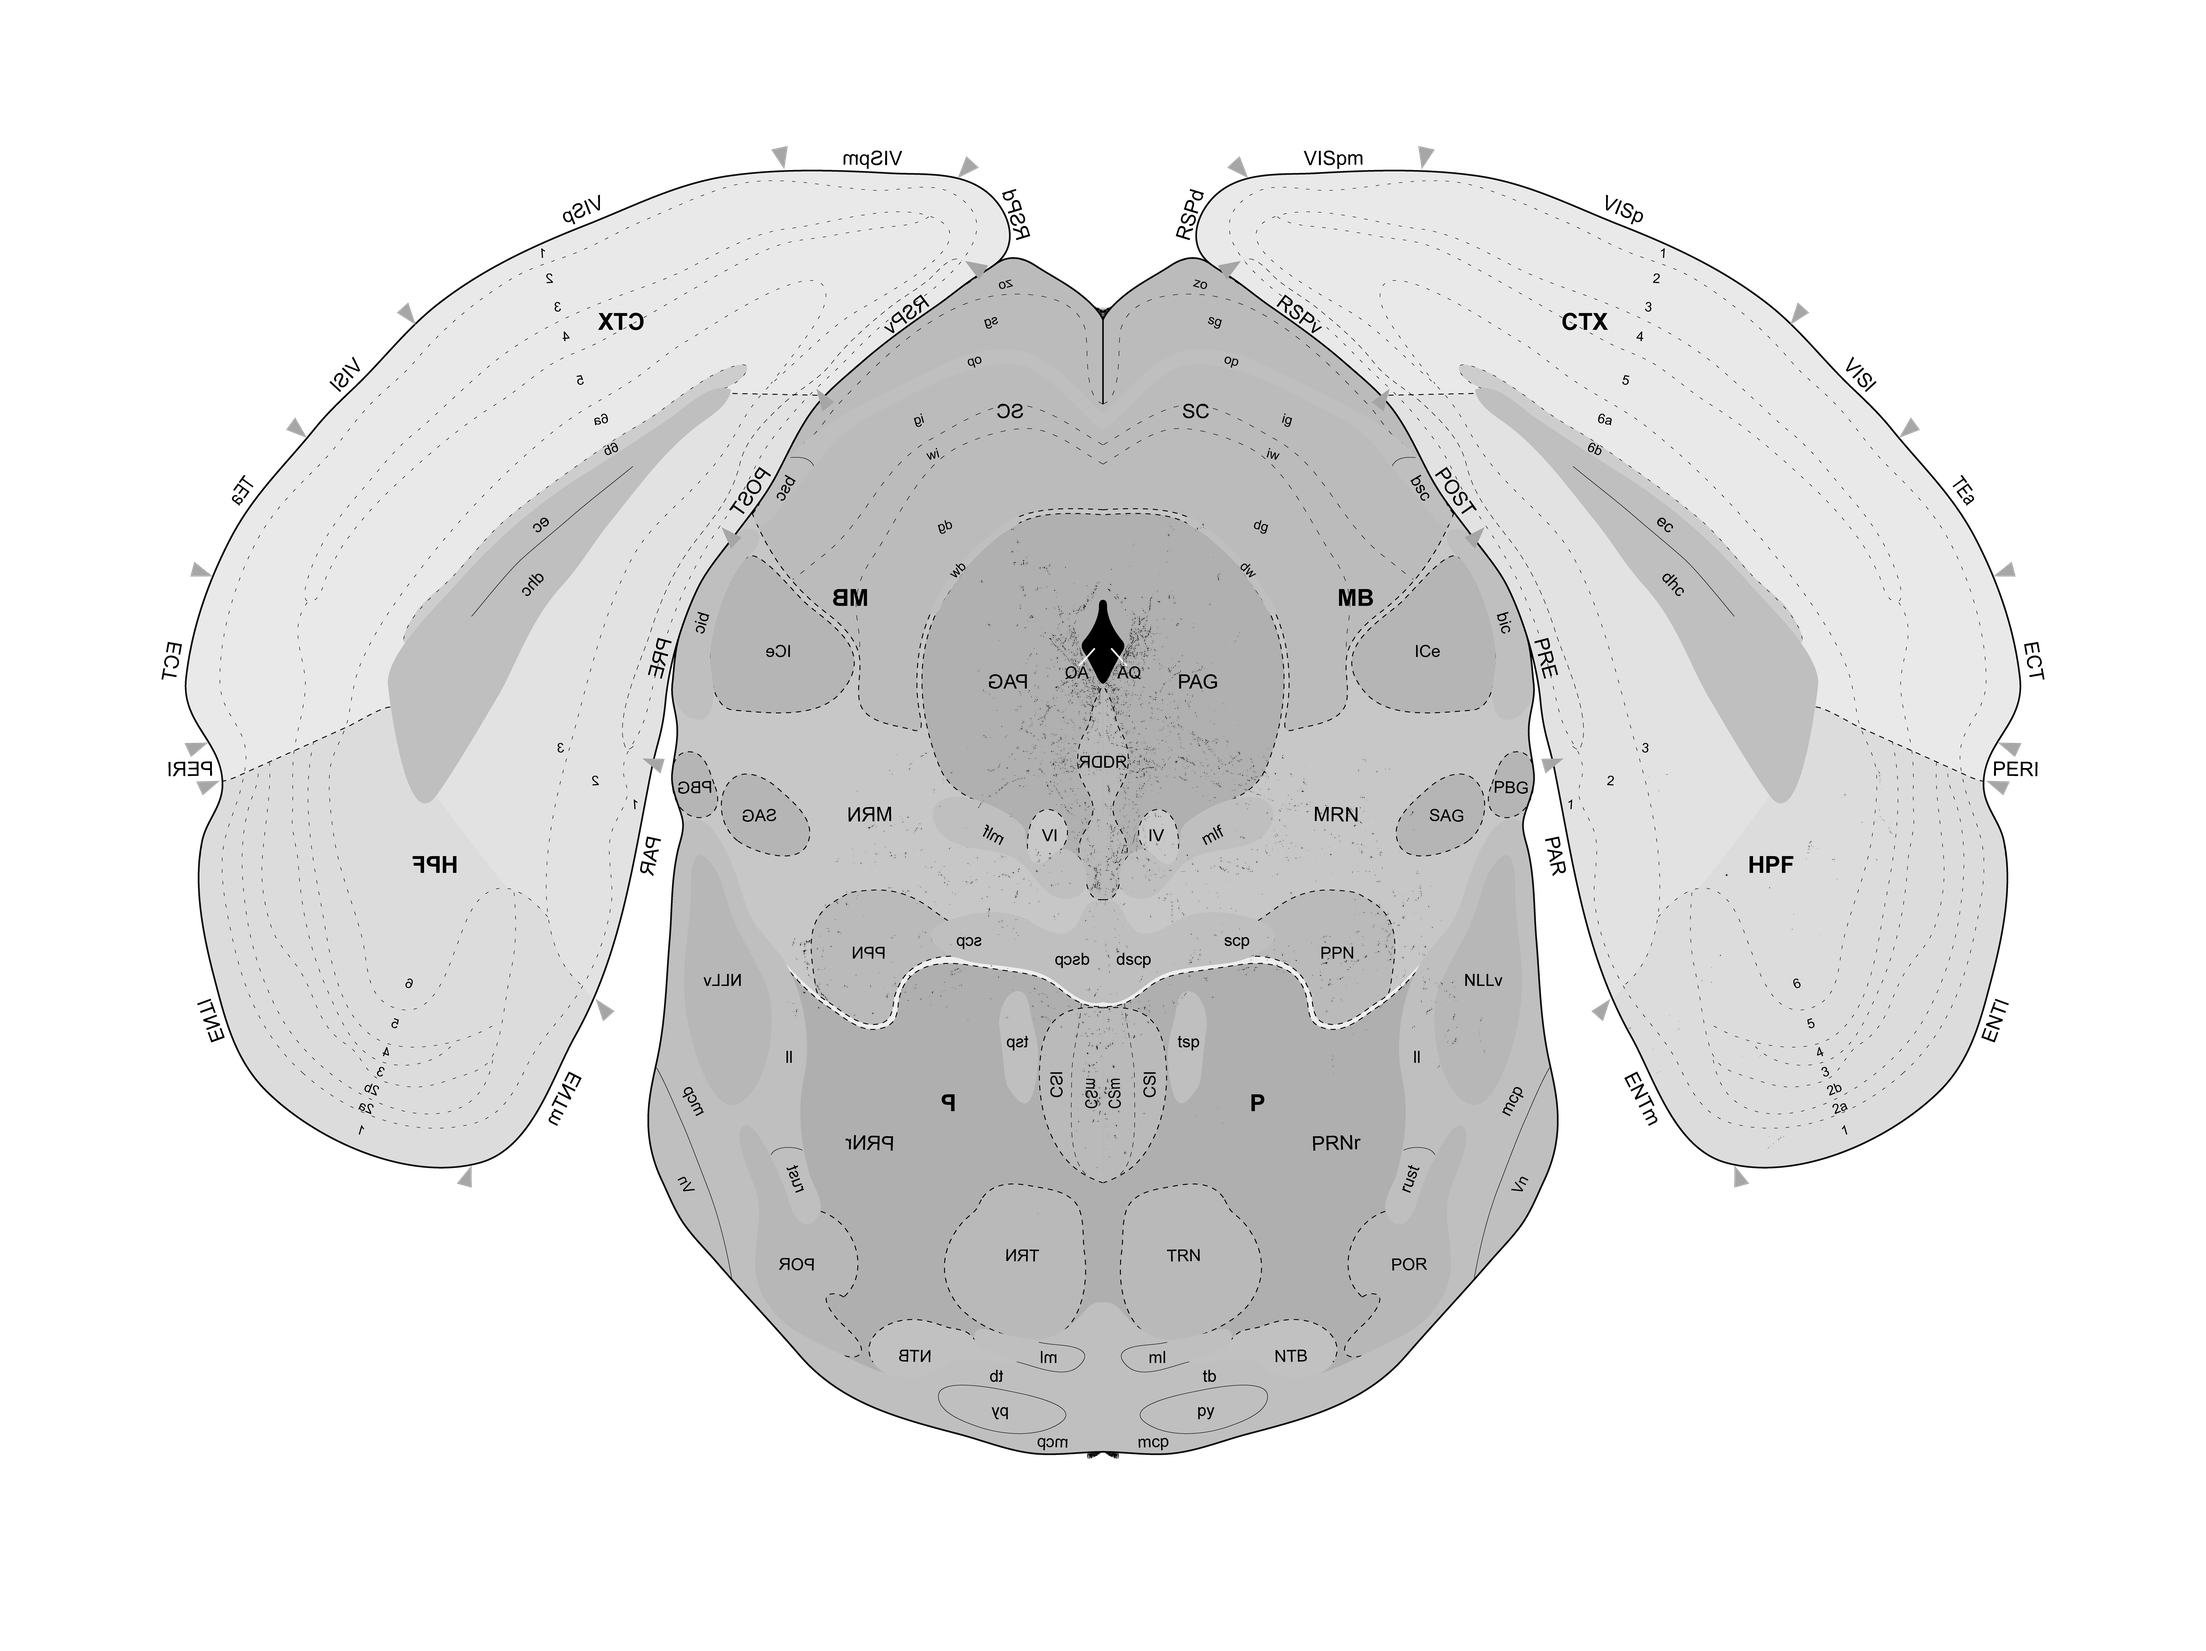 VISpm
VISpm
VISp
RSPd
RSPd
VISp
1
1
2
2
zo
zo
3
RSPv
RSPv
3
CTX
sg
sg
CTX
4
4
VISl
op
op
VISl
5
5
SC
SC
6a
ig
ig
6a
6b
iw
iw
6b
TEa
POST
bsc
bsc
POST
TEa
ec
dg
dg
ec
dhc
dw
dw
dhc
MB
MB
bic
bic
ECT
PRE
ICe
ICe
PRE
ECT
PAG
AQ
AQ
PAG
3
3
PERI
RDDR
PERI
2
2
PBG
PBG
1
1
SAG
MRN
MRN
SAG
mlf
IV
IV
mlf
PAR
PAR
HPF
HPF
scp
scp
PPN
dscp
dscp
PPN
6
NLLv
NLLv
6
ENTl
5
5
ENTl
tsp
tsp
4
ll
ll
4
3
3
2b
CSl
CSm
CSm
CSl
2b
ENTm
mcp
mcp
ENTm
2a
P
P
2a
1
1
PRNr
PRNr
rust
rust
Vn
Vn
TRN
TRN
POR
POR
NTB
ml
ml
NTB
tb
tb
py
py
mcp
mcp